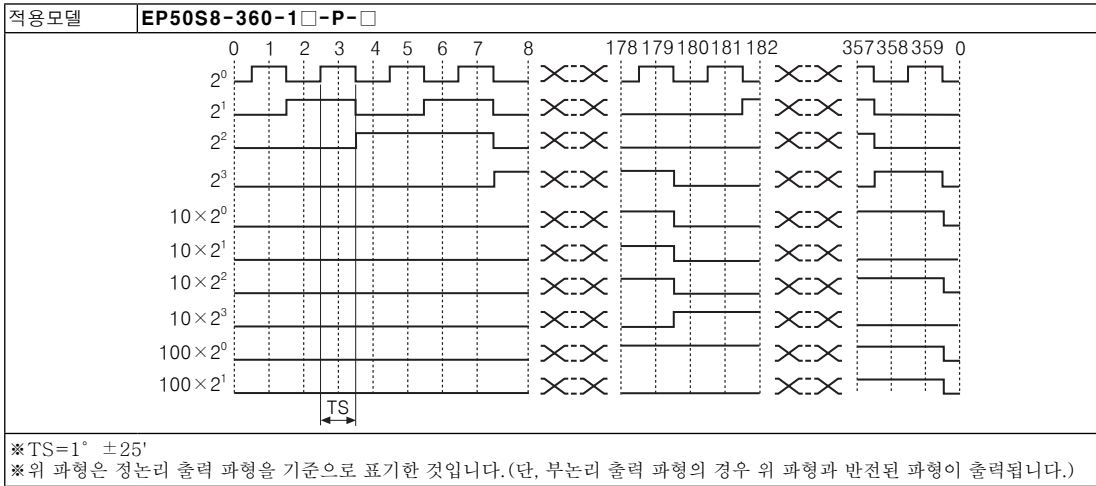 적용모델 EP50S8-360-1□-P-□
0 1 2 3 4 5 6 7 8 178 179 180 181 182 357 358 359 0
2⁰
2¹
2²
2³
10×2⁰
10×2¹
10×2²
10×2³
100×2⁰
100×2¹
TS
※TS=1° ±25'
※위 파형은 정논리 출력 파형을 기준으로 표기한 것입니다.(단, 부논리 출력 파형의 경우 위 파형과 반전된 파형이 출력됩니다.)